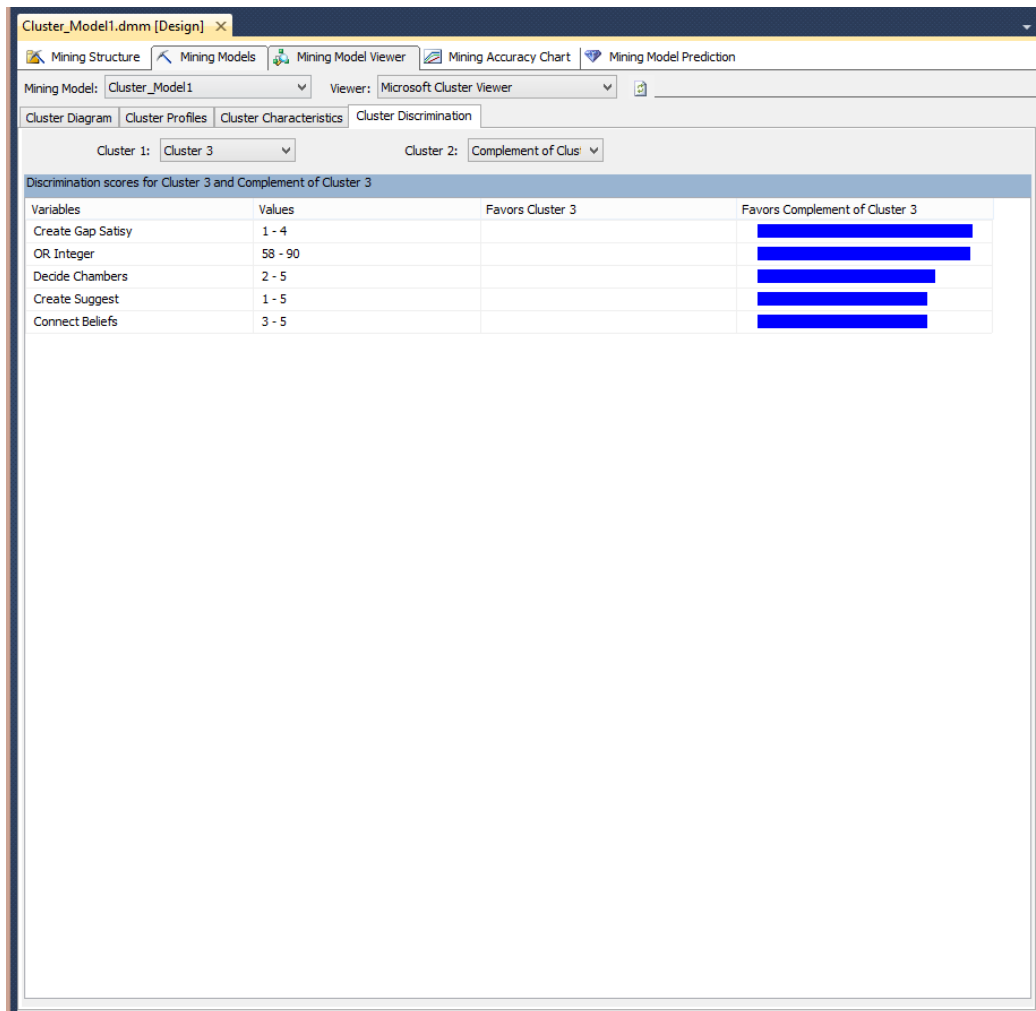 Cluster_Model1.dmm [Design]
Mining Structure Mining Models Mining Model Viewer Mining Accuracy Chart Mining Model Prediction
Mining Model: Cluster_Model1 Viewer: Microsoft Cluster Viewer
Cluster Diagram Cluster Profiles Cluster Characteristics Cluster Discrimination
Cluster 1: Cluster 3 Cluster 2: Complement of Clus
Discrimination scores for Cluster 3 and Complement of Cluster 3
Variables Values Favors Cluster 3 Favors Complement of Cluster 3
Create Gap Satisy 1 - 4
OR Integer 58 - 90
Decide Chambers 2 - 5
Create Suggest 1 - 5
Connect Beliefs 3 - 5